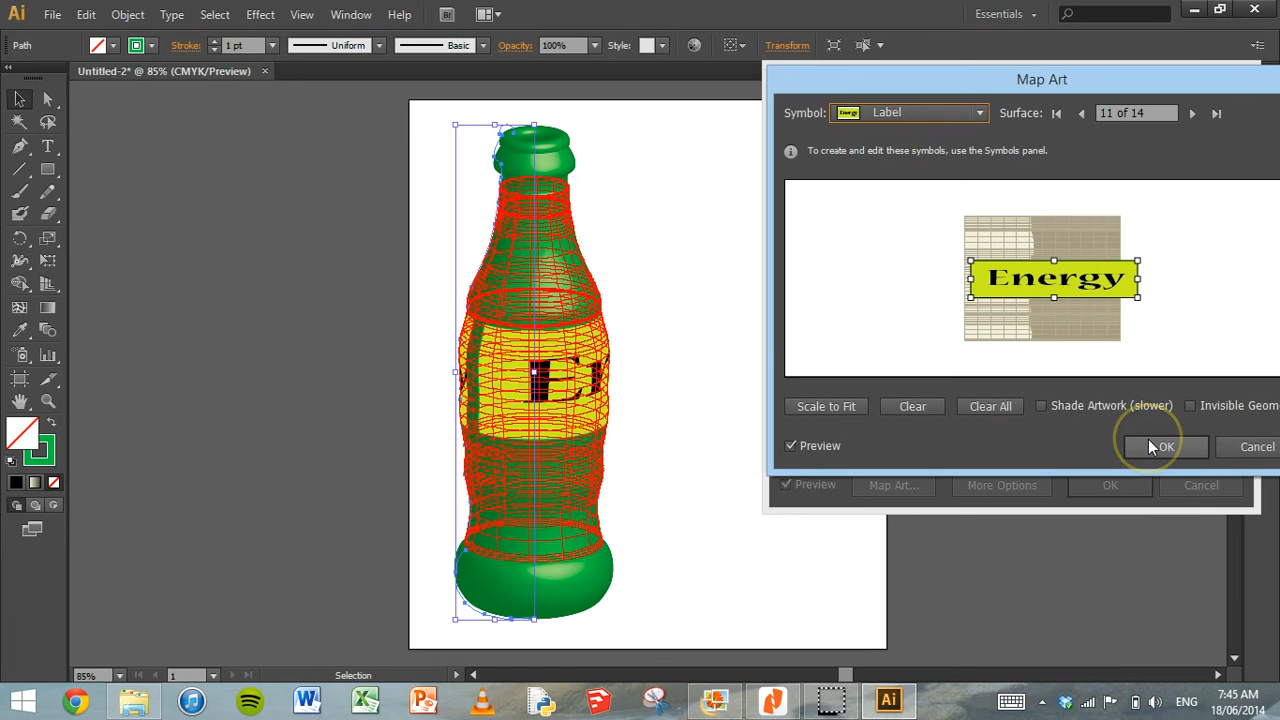 Ai File Edit Object Type Select Effect View Window Help Br Essentials
Path Stroke: 1 pt Uniform Basic Opacity: 100% Style: Transform
Untitled-2* @ 85% (CMYK/Preview) ×
Map Art
Symbol: Energy Label Surface: 11 of 14
To create and edit these symbols, use the Symbols panel.
Energy
Scale to Fit Clear Clear All Shade Artwork (slower) Invisible Geom
Preview OK Cancel
Preview Map Art... More Options OK Cancel
85% 1 Selection
ENG 7:45 AM
18/06/2014